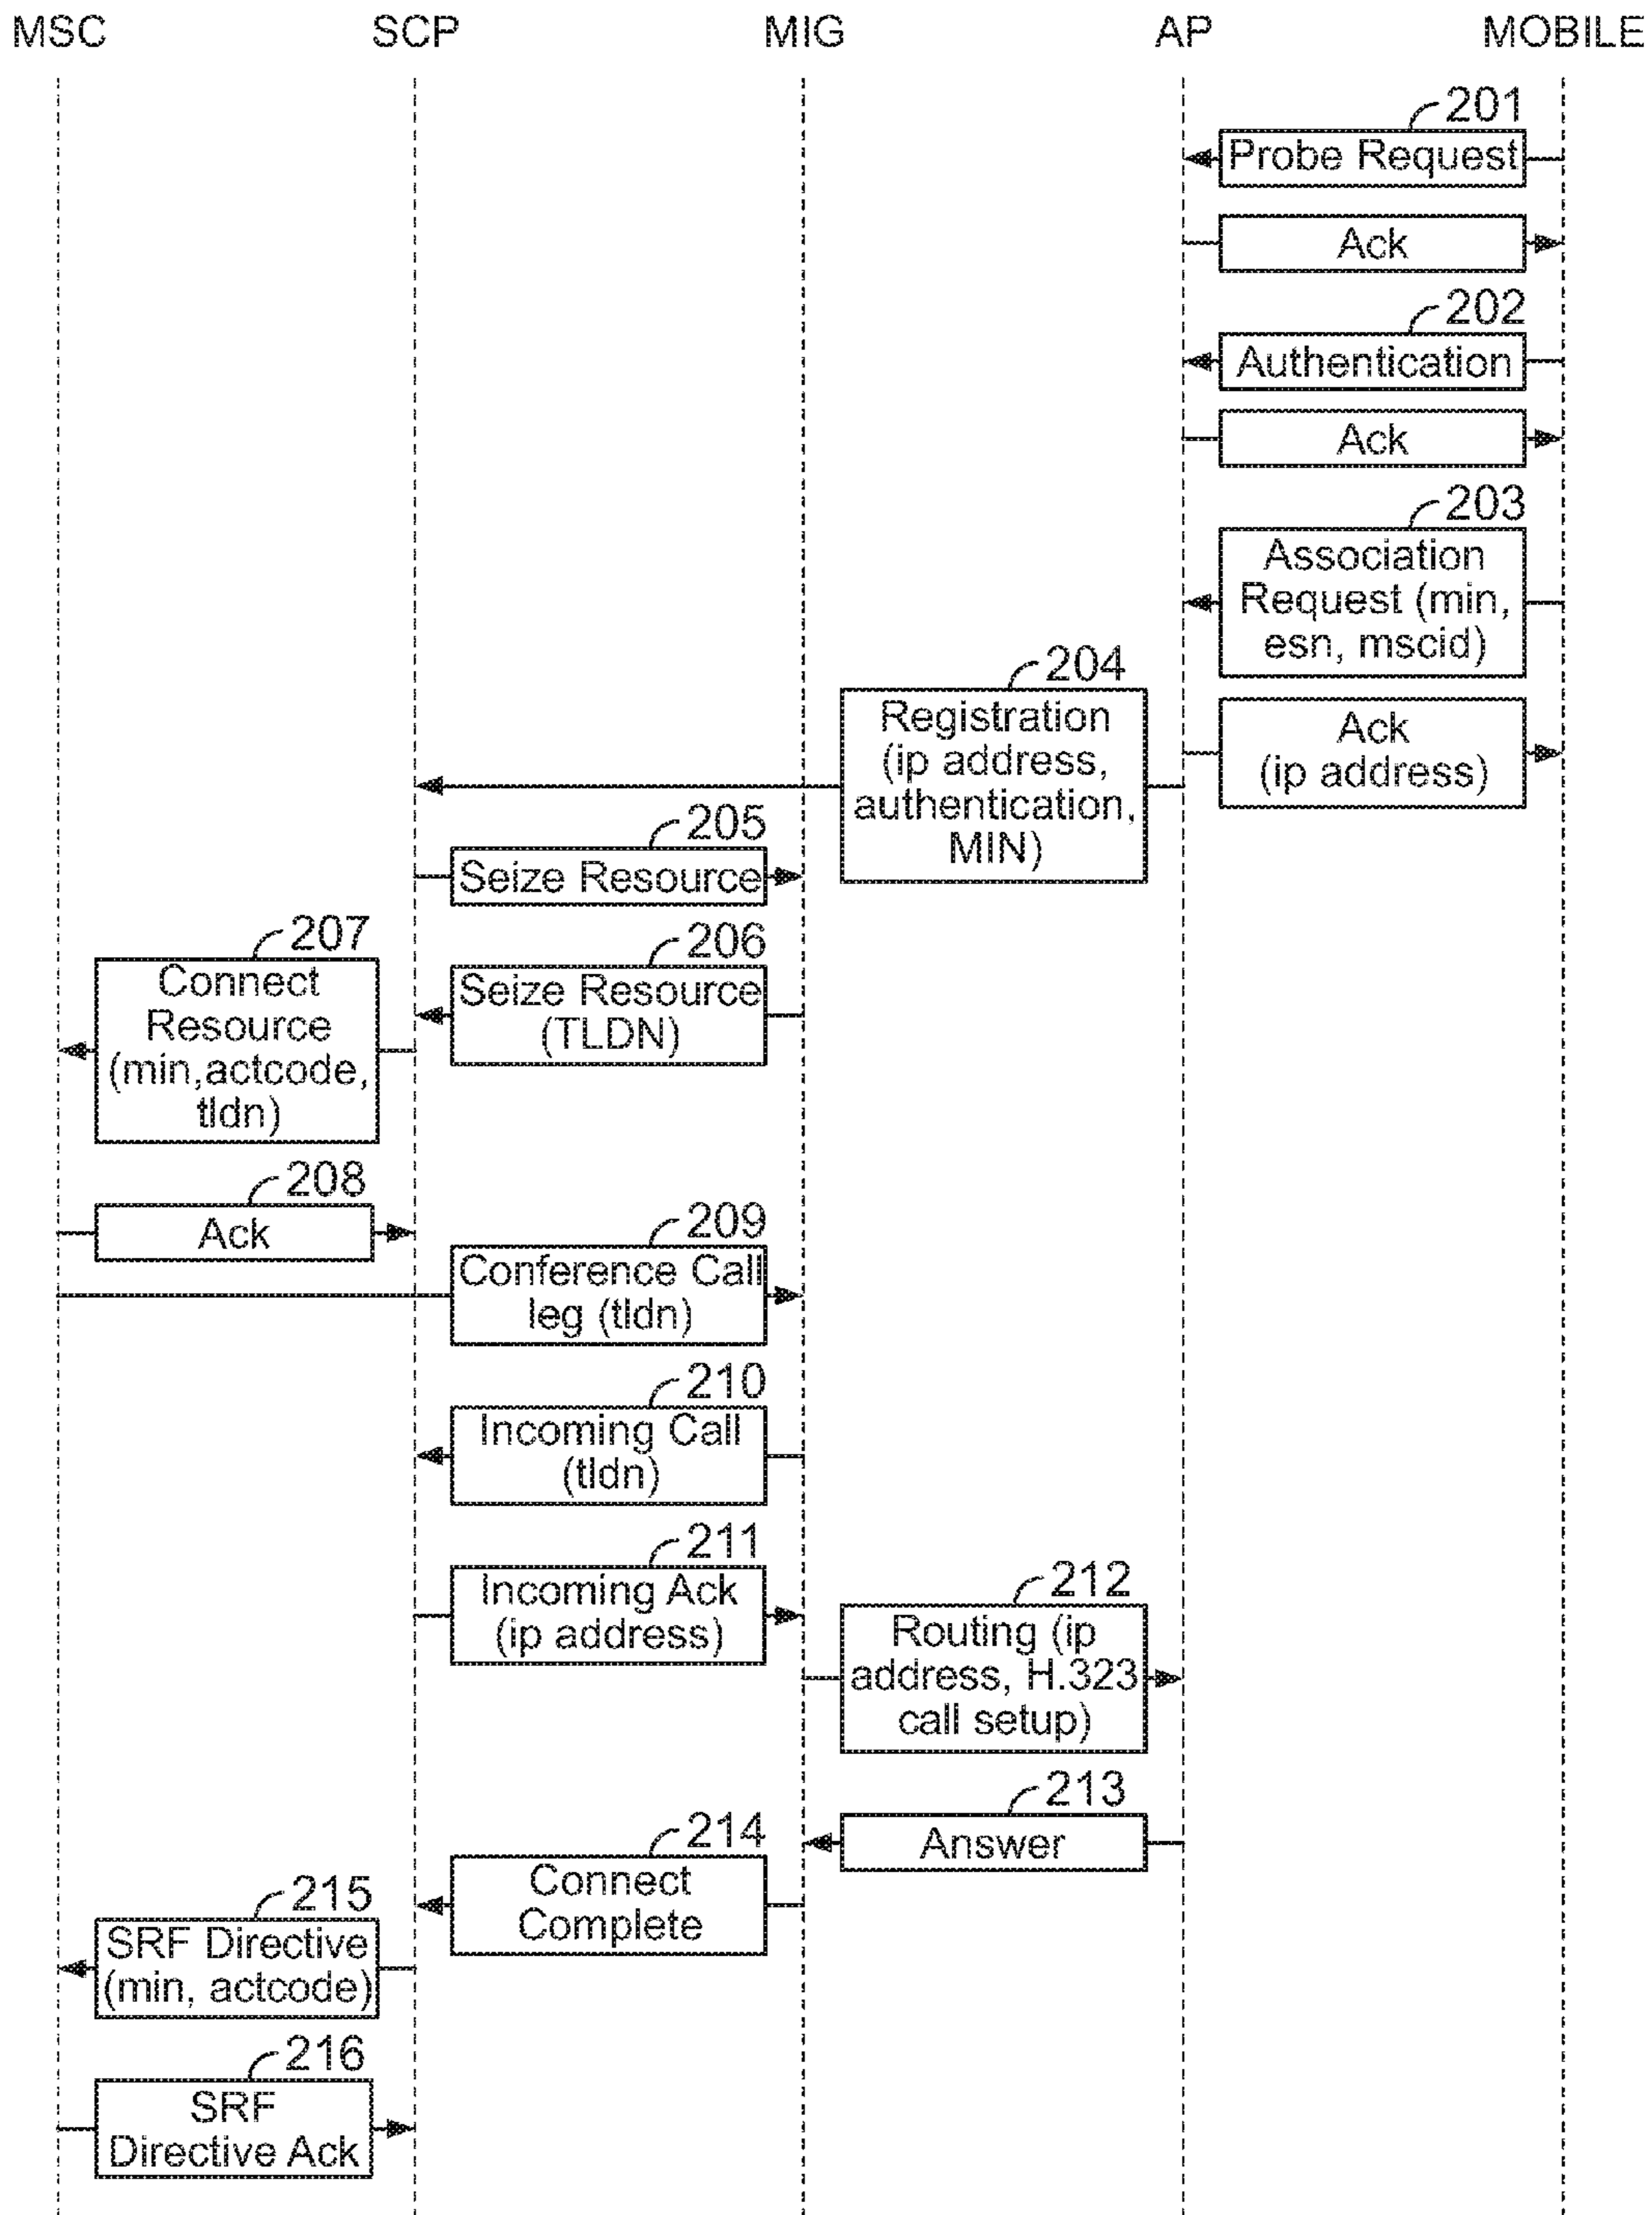 MSC SCP MIG AP MOBILE
201
Probe Request
Ack
202
Authentication
Ack
203
Association
Request (min,
esn, mscid)
204
Registration
(ip address,
authentication,
MIN)
Ack
(ip address)
205
Seize Resource
206
Seize Resource
(TLDN)
207
Connect
Resource
(min,actcode,
tldn)
208
Ack
209
Conference Call
leg (tldn)
210
Incoming Call
(tldn)
211
Incoming Ack
(ip address)
212
Routing (ip
address, H.323
call setup)
213
Answer
214
Connect
Complete
215
SRF Directive
(min, actcode)
216
SRF
Directive Ack